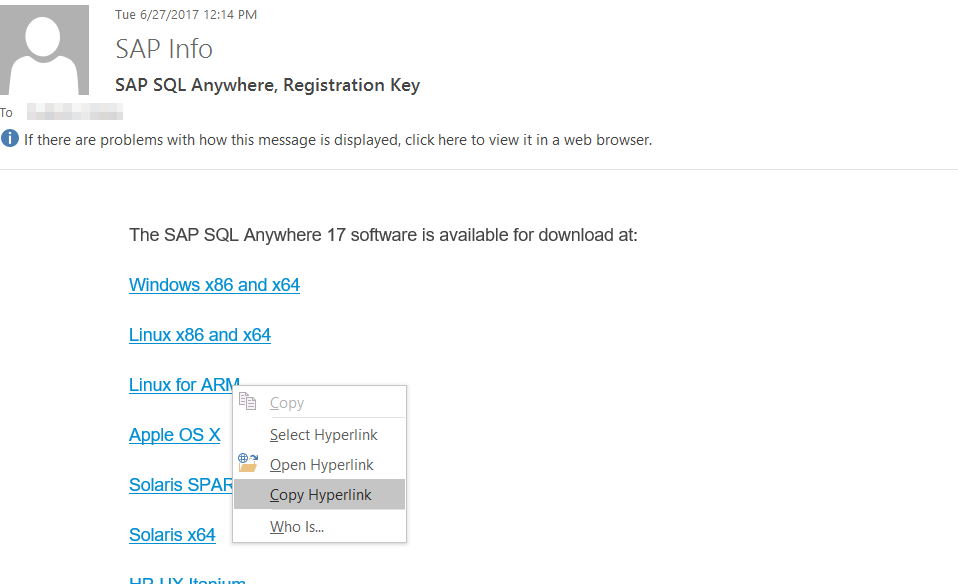 Tue 6/27/2017 12:14 PM
SAP Info
SAP SQL Anywhere, Registration Key
To
If there are problems with how this message is displayed, click here to view it in a web browser.
The SAP SQL Anywhere 17 software is available for download at:
Windows x86 and x64
Linux x86 and x64
Linux for ARM
Copy
Apple OS X
Select Hyperlink
Open Hyperlink
Solaris SPAR
Copy Hyperlink
Solaris x64
Who Is...
HP-UX Itanium